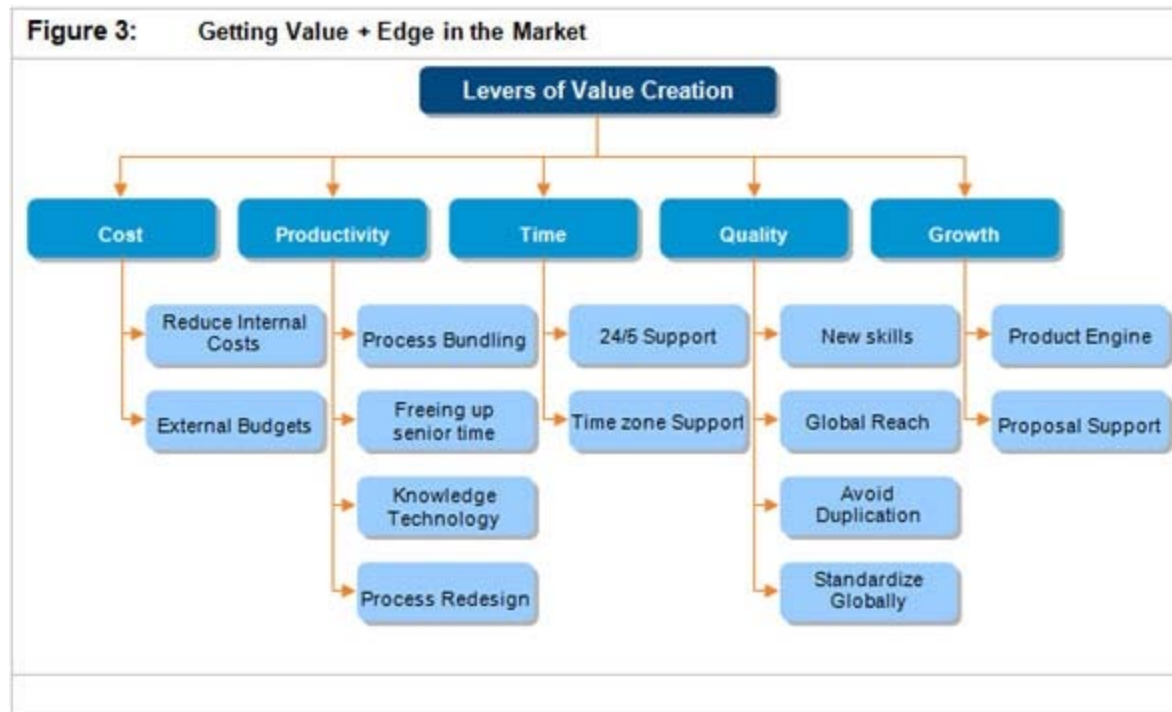 Figure 3: Getting Value + Edge in the Market
Levers of Value Creation
Cost
Productivity
Time
Quality
Growth
Reduce Internal
Costs
External Budgets
Process Bundling
Freeing up
senior time
Knowledge
Technology
Process Redesign
24/5 Support
Time zone Support
New skills
Global Reach
Avoid
Duplication
Standardize
Globally
Product Engine
Proposal Support